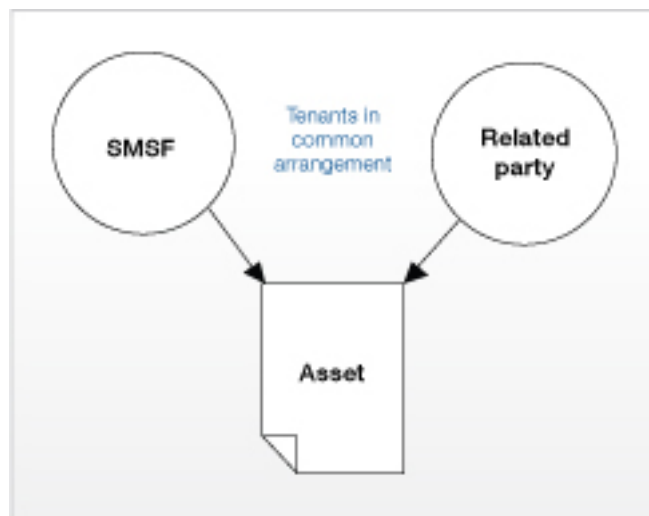 SMSF
Tenants in
common
arrangement
Related
party
Asset